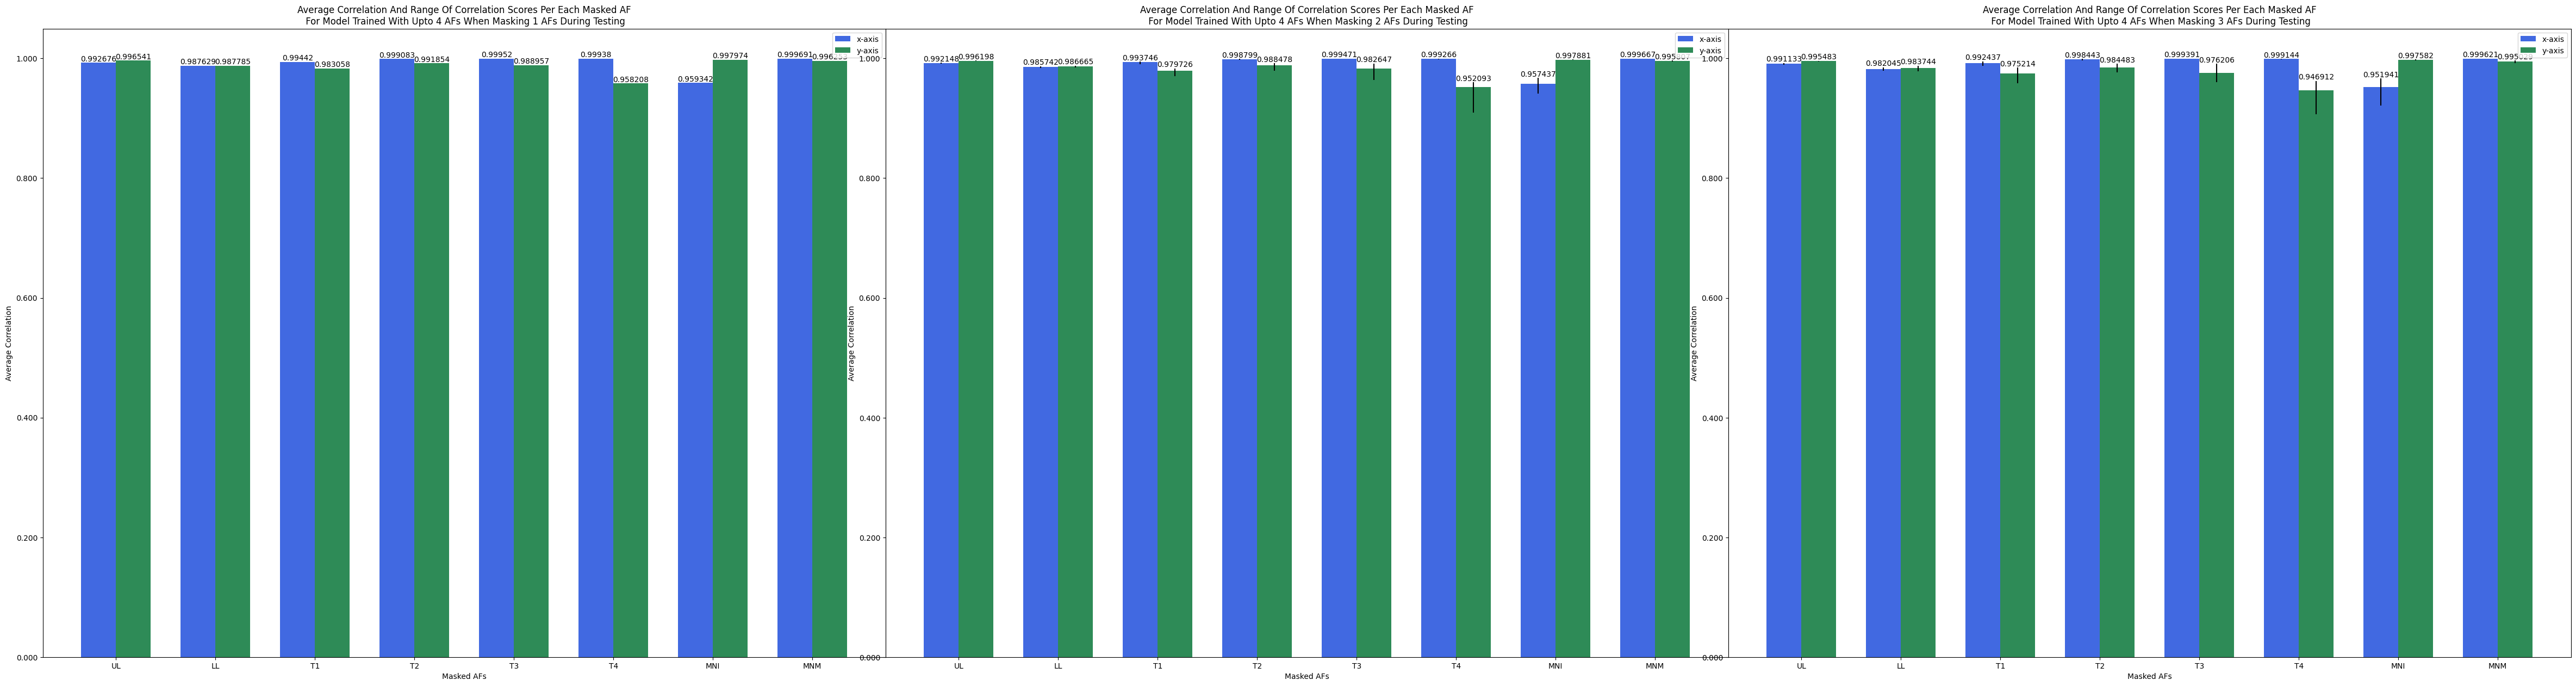 Average Correlation And Range Of Correlation Scores Per Each Masked AF
For Model Trained With Upto 4 AFs When Masking 1 AFs During Testing
x-axis
y-axis
1.000
0.800
0.600
0.400
0.200
0.000
Average Correlation
0.992676 0.996541 0.987629 0.987785 0.99442 0.983058 0.999083 0.991854 0.99952 0.988957 0.99938 0.958208 0.959342 0.997974 0.999691
UL LL T1 T2 T3 T4 MNI MNM
Masked AFs
Average Correlation And Range Of Correlation Scores Per Each Masked AF
For Model Trained With Upto 4 AFs When Masking 2 AFs During Testing
x-axis
y-axis
1.000
0.800
0.600
0.400
0.200
0.000
Average Correlation
0.992148 0.996198 0.985742 0.986665 0.993746 0.979726 0.998799 0.988478 0.999471 0.982647 0.999266 0.952093 0.957437 0.997881 0.999667
UL LL T1 T2 T3 T4 MNI MNM
Masked AFs
Average Correlation And Range Of Correlation Scores Per Each Masked AF
For Model Trained With Upto 4 AFs When Masking 3 AFs During Testing
x-axis
y-axis
1.000
0.800
0.600
0.400
0.200
0.000
Average Correlation
0.991133 0.995483 0.982045 0.983744 0.992437 0.975214 0.998443 0.984483 0.999391 0.976206 0.999144 0.946912 0.951941 0.997582 0.999621
UL LL T1 T2 T3 T4 MNI MNM
Masked AFs